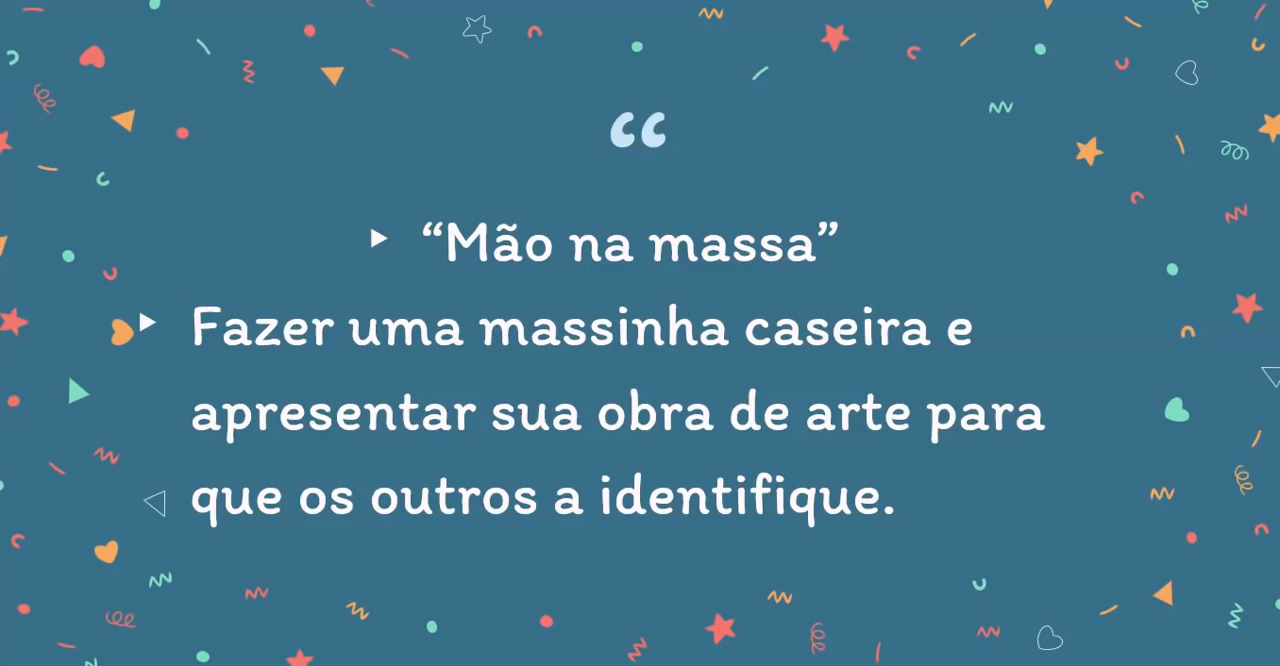 “
“Mão na massa”
Fazer uma massinha caseira e
apresentar sua obra de arte para
que os outros a identifique.